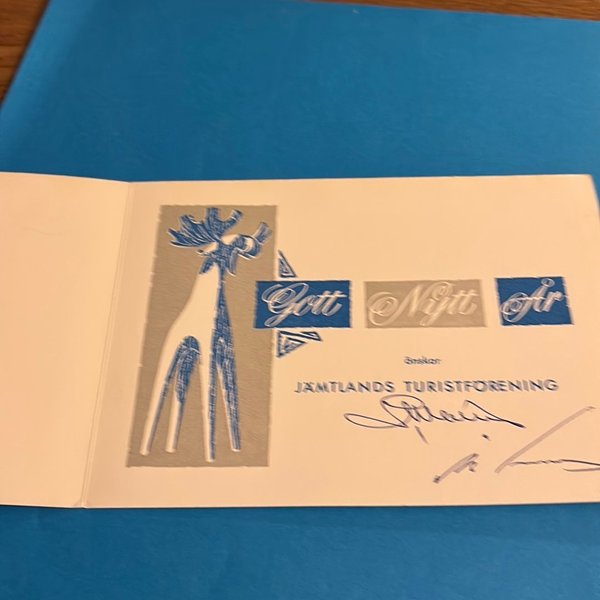 Gott Nytt År
önskar
JÄMTLANDS TURISTFÖRENING